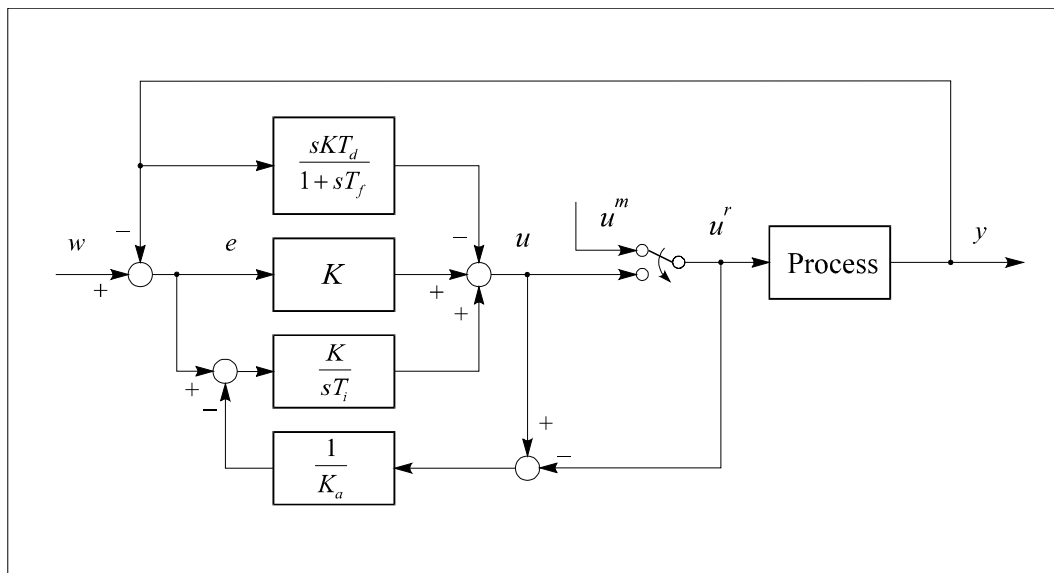 sKT_d
1 + sT_f
−
w
+
e
K
−
+
+
u
u^m
u^r
Process
y
K
sT_i
+
−
1
K_a
+
−